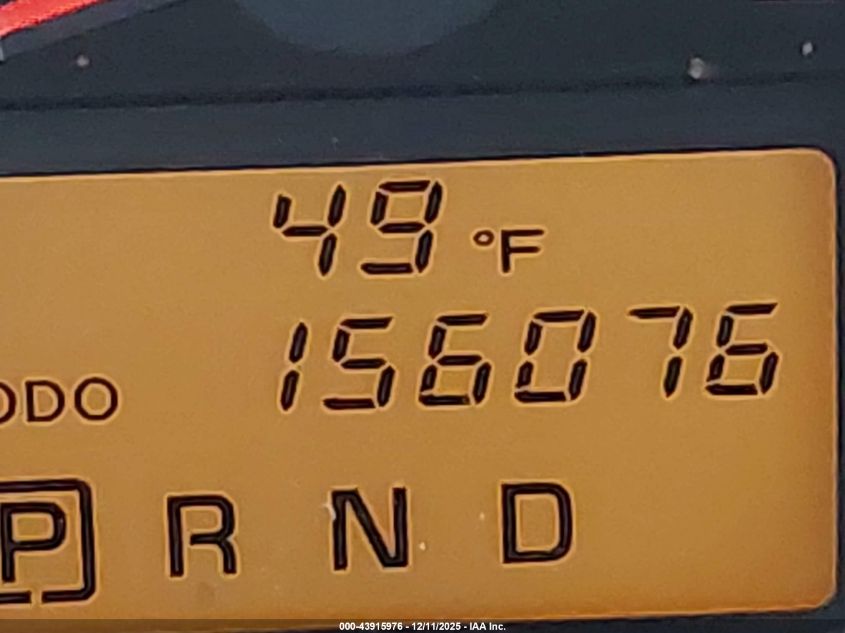 49 °F
ODO 156076
P R N D
000-43915976 - 12/11/2025 - IAA Inc.